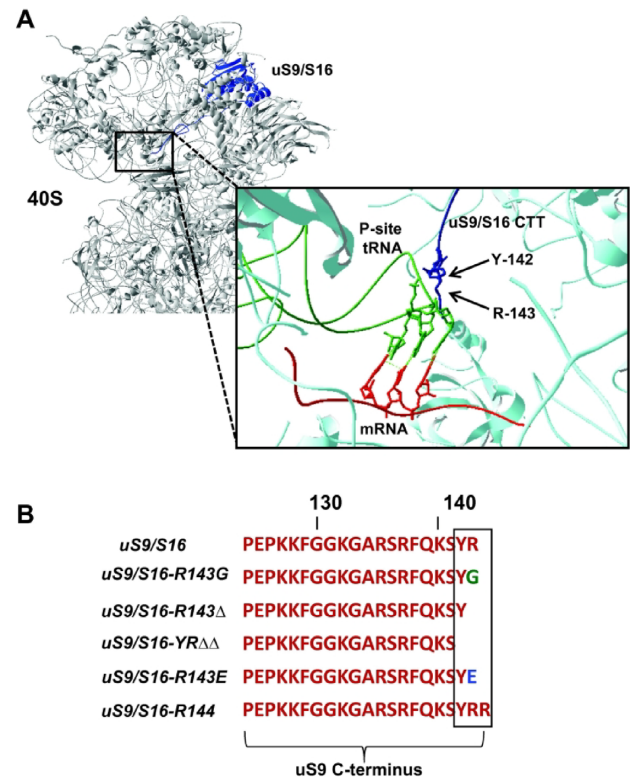 A
uS9/S16
40S
P-site
tRNA
uS9/S16 CTT
Y-142
R-143
mRNA
B
130 140
uS9/S16 PEPKKFGGKGARSRFQKSYR
uS9/S16-R143G PEPKKFGGKGARSRFQKSYG
uS9/S16-R143Δ PEPKKFGGKGARSRFQKSY
uS9/S16-YRΔΔ PEPKKFGGKGARSRFQKS
uS9/S16-R143E PEPKKFGGKGARSRFQKSYE
uS9/S16-R144 PEPKKFGGKGARSRFQKSYRR
uS9 C-terminus